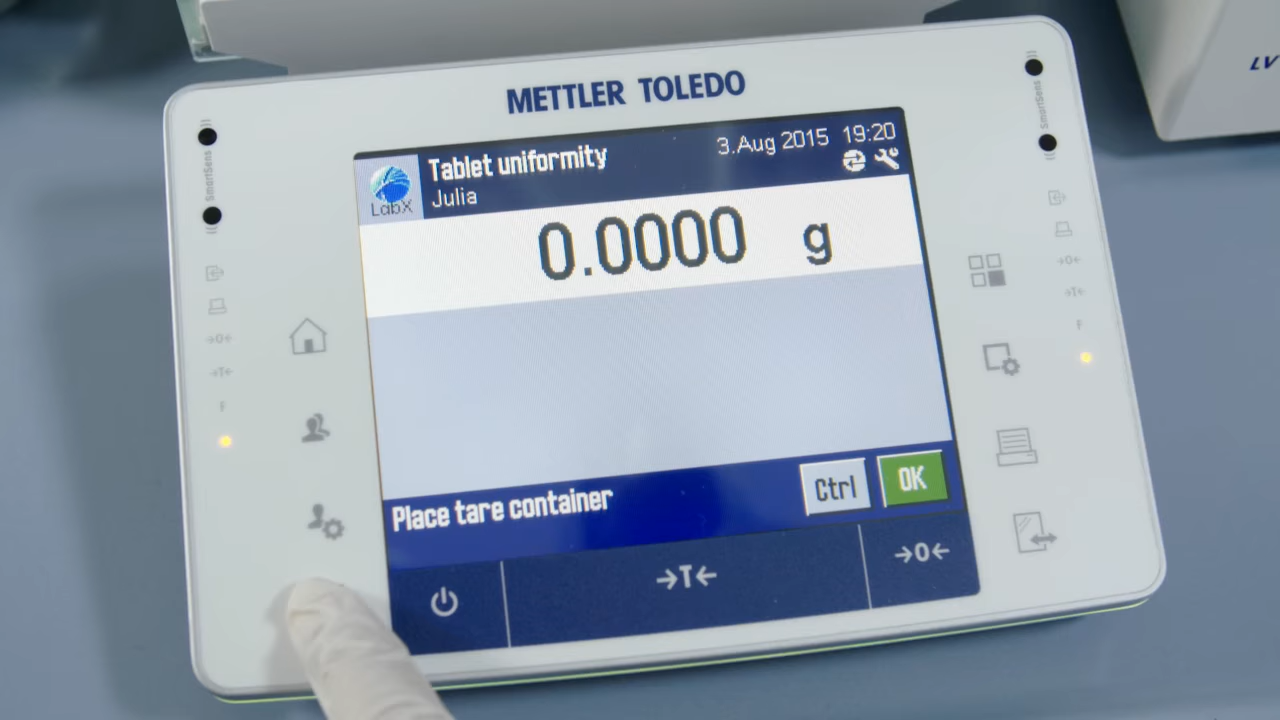 METTLER TOLEDO
LV
SmartSens
SmartSens
LabX
Tablet uniformity
Julia
3.Aug 2015 19:20
0.0000 g
→0←
→T←
F
→0←
→T←
F
Place tare container
Ctrl
OK
→T←
→0←